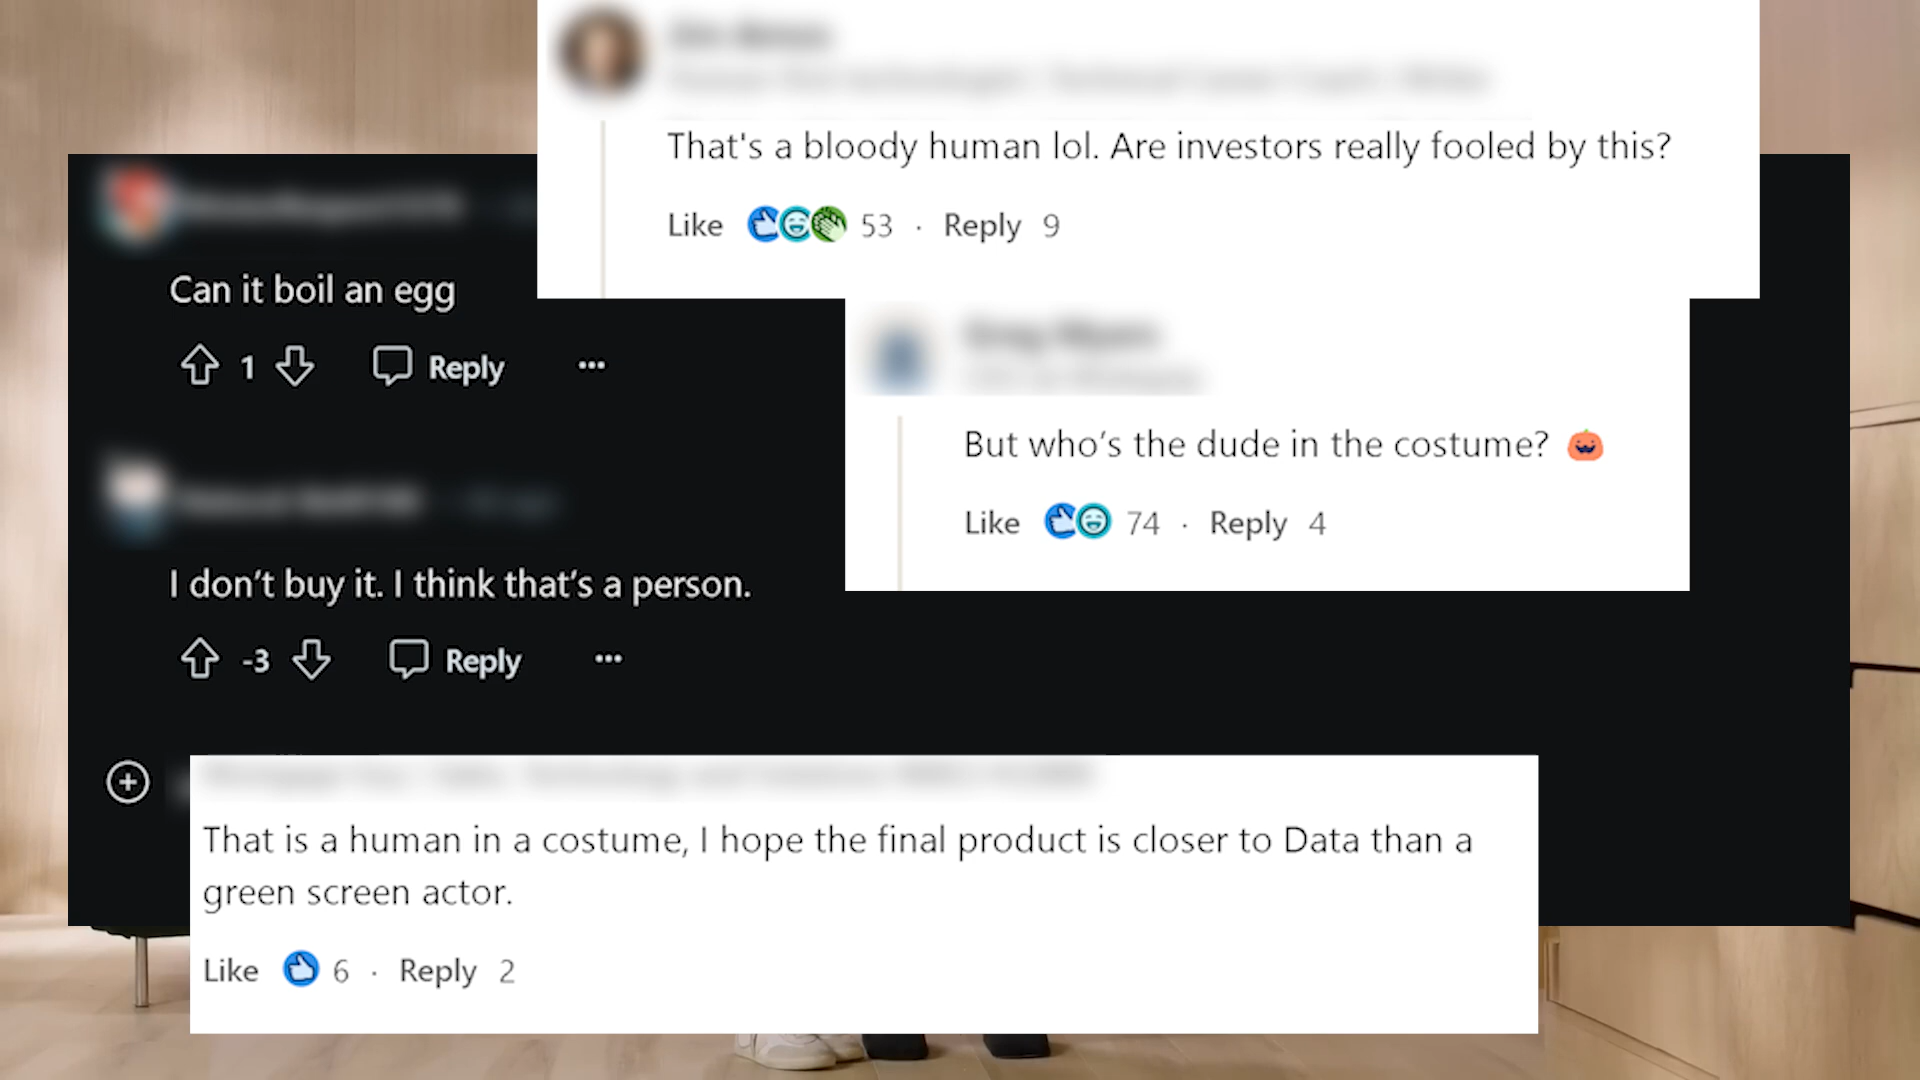 That's a bloody human lol. Are investors really fooled by this?
Like 53 · Reply 9
Can it boil an egg
1 Reply ···
But who’s the dude in the costume? 🎃
Like 74 · Reply 4
I don’t buy it. I think that’s a person.
-3 Reply ···
That is a human in a costume, I hope the final product is closer to Data than a
green screen actor.
Like 6 · Reply 2